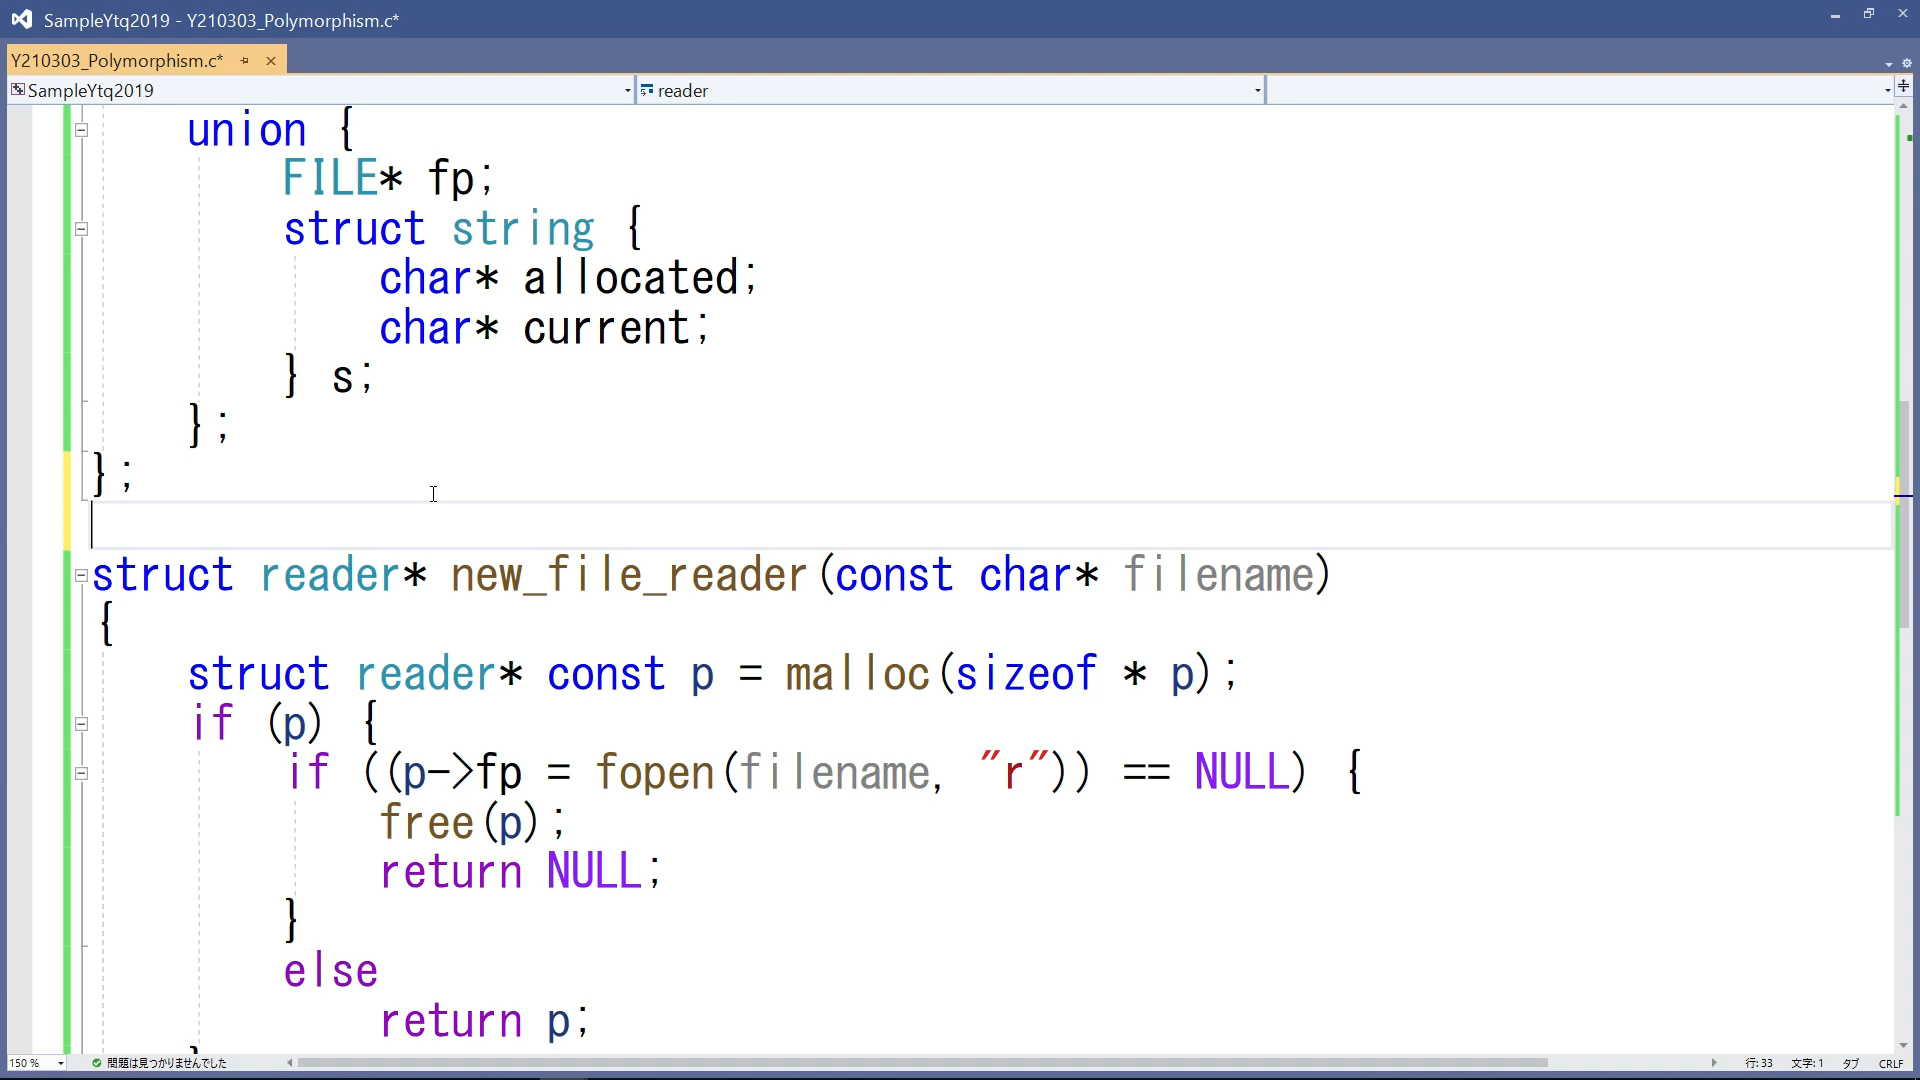 SampleYtq2019 - Y210303_Polymorphism.c*
Y210303_Polymorphism.c*
SampleYtq2019
reader
union {
FILE* fp;
struct string {
char* allocated;
char* current;
} s;
};
};
struct reader* new_file_reader(const char* filename)
{
struct reader* const p = malloc(sizeof * p);
if (p) {
if ((p->fp = fopen(filename, "r")) == NULL) {
free(p);
return NULL;
}
else
return p;
150 %
問題は見つかりませんでした
行: 33 文字: 1 タブ CRLF